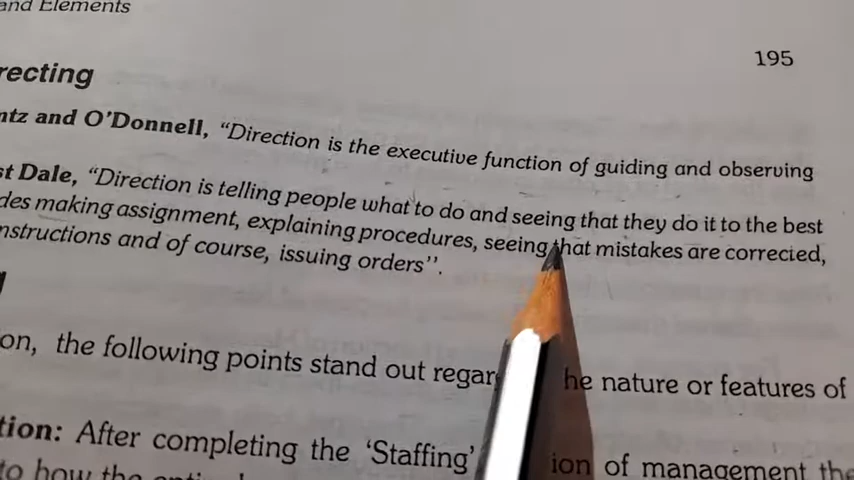 and Elements
195
recting
ntz and O'Donnell, "Direction is the executive function of guiding and observing
st Dale, "Direction is telling people what to do and seeing that they do it to the best
des making assignment, explaining procedures, seeing that mistakes are corrected,
nstructions and of course, issuing orders".
on, the following points stand out regar he nature or features of
tion: After completing the 'Staffing' ion of management the
to how the